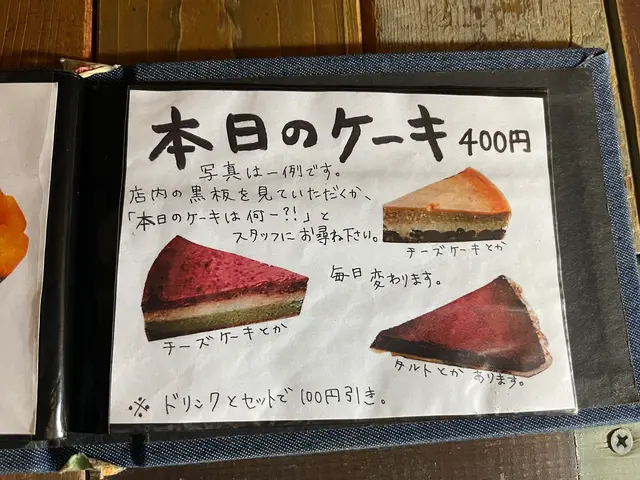 本日のケーキ 400円
写真は一例です。
店内の黒板を見ていただくか、
「本日のケーキは何ー?!」と
スタッフにお尋ね下さい。
チーズケーキとか
毎日変わります。
チーズケーキとか
タルトとかあります。
※ ドリンクとセットで100円引き。